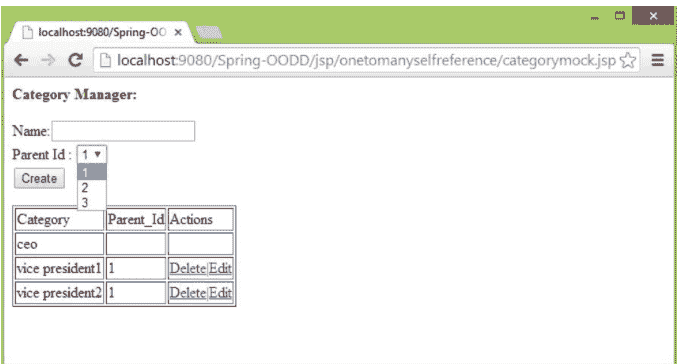 localhost:9080/Spring-OO
localhost:9080/Spring-OODD/jsp/onetomanyselfreference/categorymock.jsp
Category Manager:
Name:
Parent Id : 1
1
Create
2
3
Category Parent_Id Actions
ceo
vice president1 1 Delete|Edit
vice president2 1 Delete|Edit